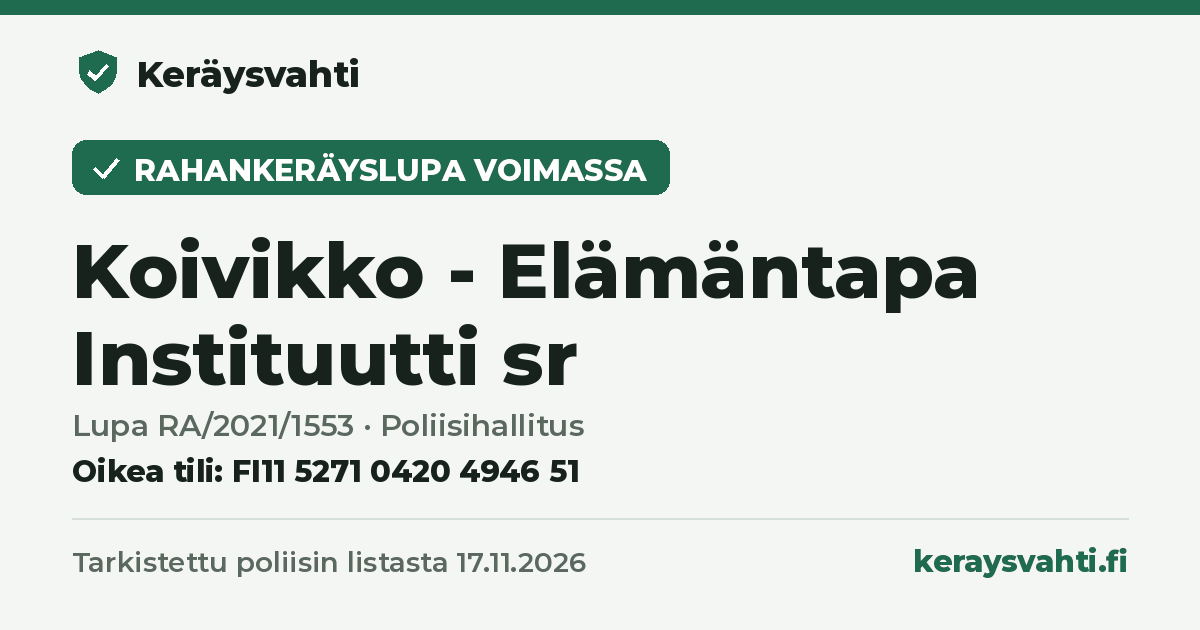 Keräysvahti
RAHANKERÄYSLUPA VOIMASSA
Koivikko - Elämäntapa
Instituutti sr
Lupa RA/2021/1553 · Poliisihallitus
Oikea tili: FI11 5271 0420 4946 51
Tarkistettu poliisin listasta 17.11.2026
keraysvahti.fi